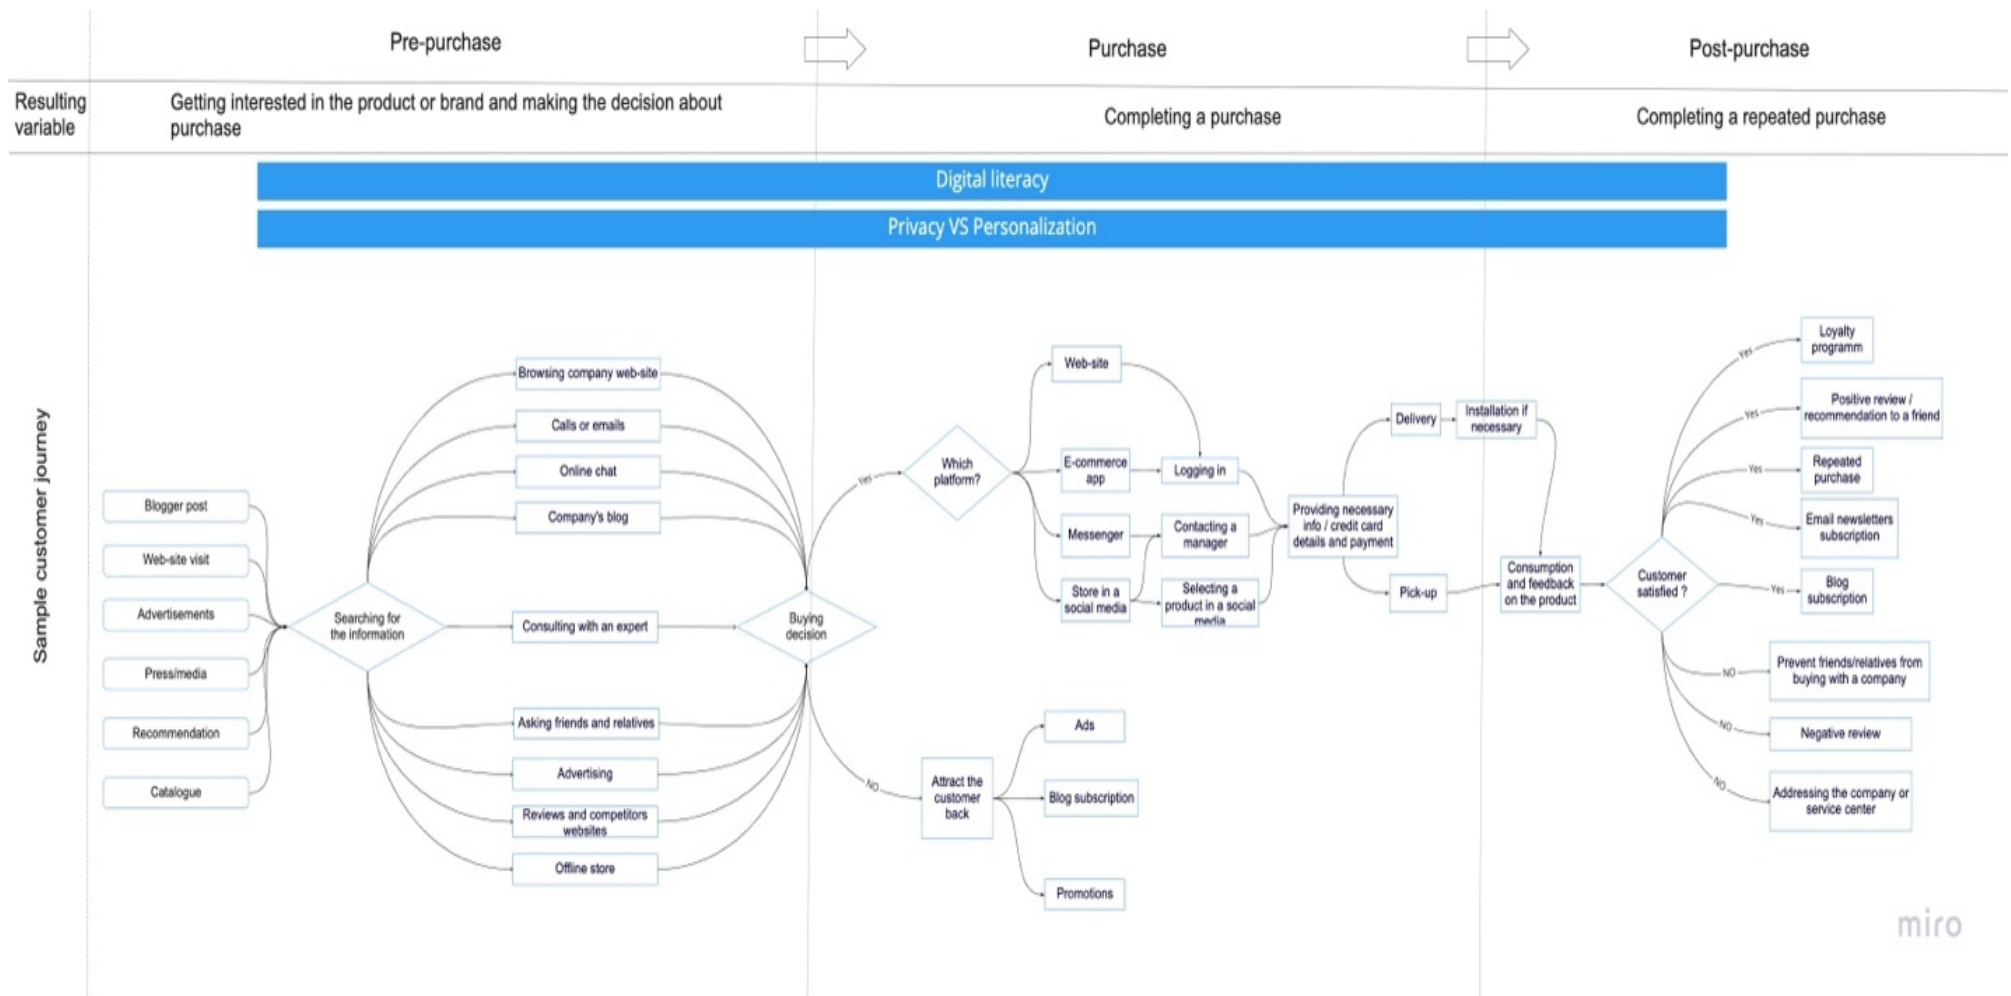 Pre-purchase
Purchase
Post-purchase
Resulting
variable
Getting interested in the product or brand and making the decision about
purchase
Completing a purchase
Completing a repeated purchase
Digital literacy
Privacy VS Personalization
Sample customer journey
Blogger post
Web-site visit
Advertisements
Press/media
Recommendation
Catalogue
Searching for
the information
Browsing company web-site
Calls or emails
Online chat
Company's blog
Consulting with an expert
Asking friends and relatives
Advertising
Reviews and competitors
websites
Offline store
Buying
decision
Yes
NO
Which
platform?
Web-site
E-commerce
app
Messenger
Store in a
social media
Logging in
Contacting a
manager
Selecting a
product in a social
media
Providing necessary
info / credit card
details and payment
Delivery
Installation if
necessary
Pick-up
Attract the
customer
back
Ads
Blog subscription
Promotions
Consumption
and feedback
on the product
Customer
satisfied ?
Yes
Loyalty
programm
Yes
Positive review /
recommendation to a friend
Yes
Repeated
purchase
Yes
Email newsletters
subscription
Yes
Blog
subscription
NO
Prevent friends/relatives from
buying with a company
NO
Negative review
NO
Addressing the company or
service center
miro